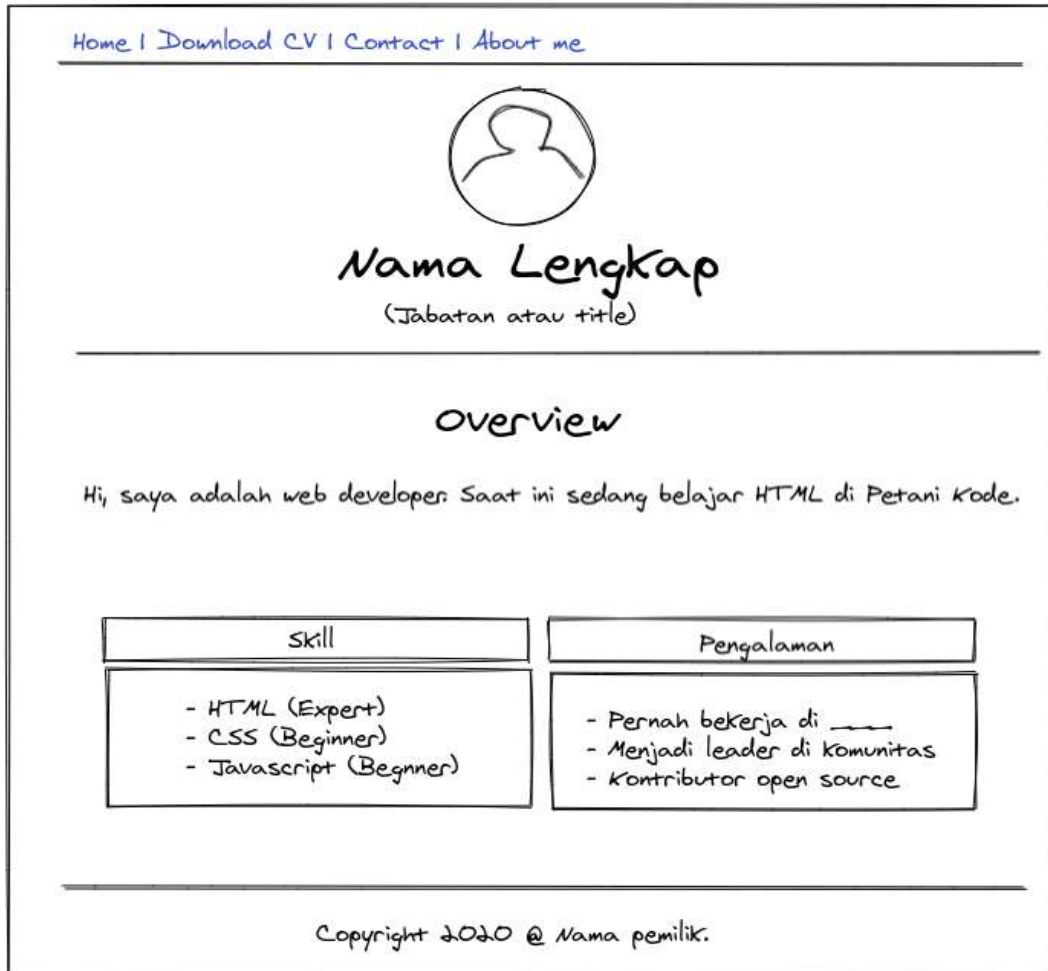 Home | Download CV | Contact | About me
Nama Lengkap
(Jabatan atau title)
Overview
Hi, saya adalah web developer. Saat ini sedang belajar HTML di Petani Kode.
Skill
- HTML (Expert)
- CSS (Beginner)
- Javascript (Begnner)
Pengalaman
- Pernah bekerja di ____
- Menjadi leader di komunitas
- Kontributor open source
Copyright 2020 @ Nama pemilik.